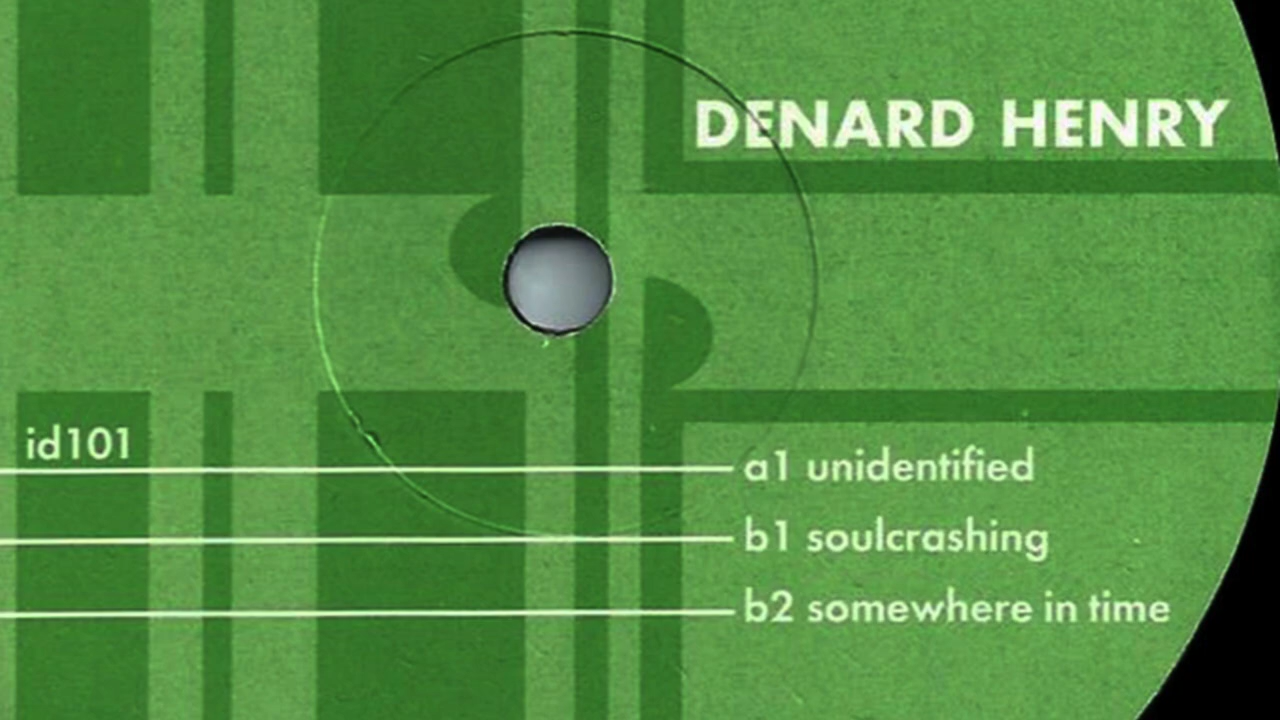 DENARD HENRY
id101
a1 unidentified
b1 soulcrashing
b2 somewhere in time